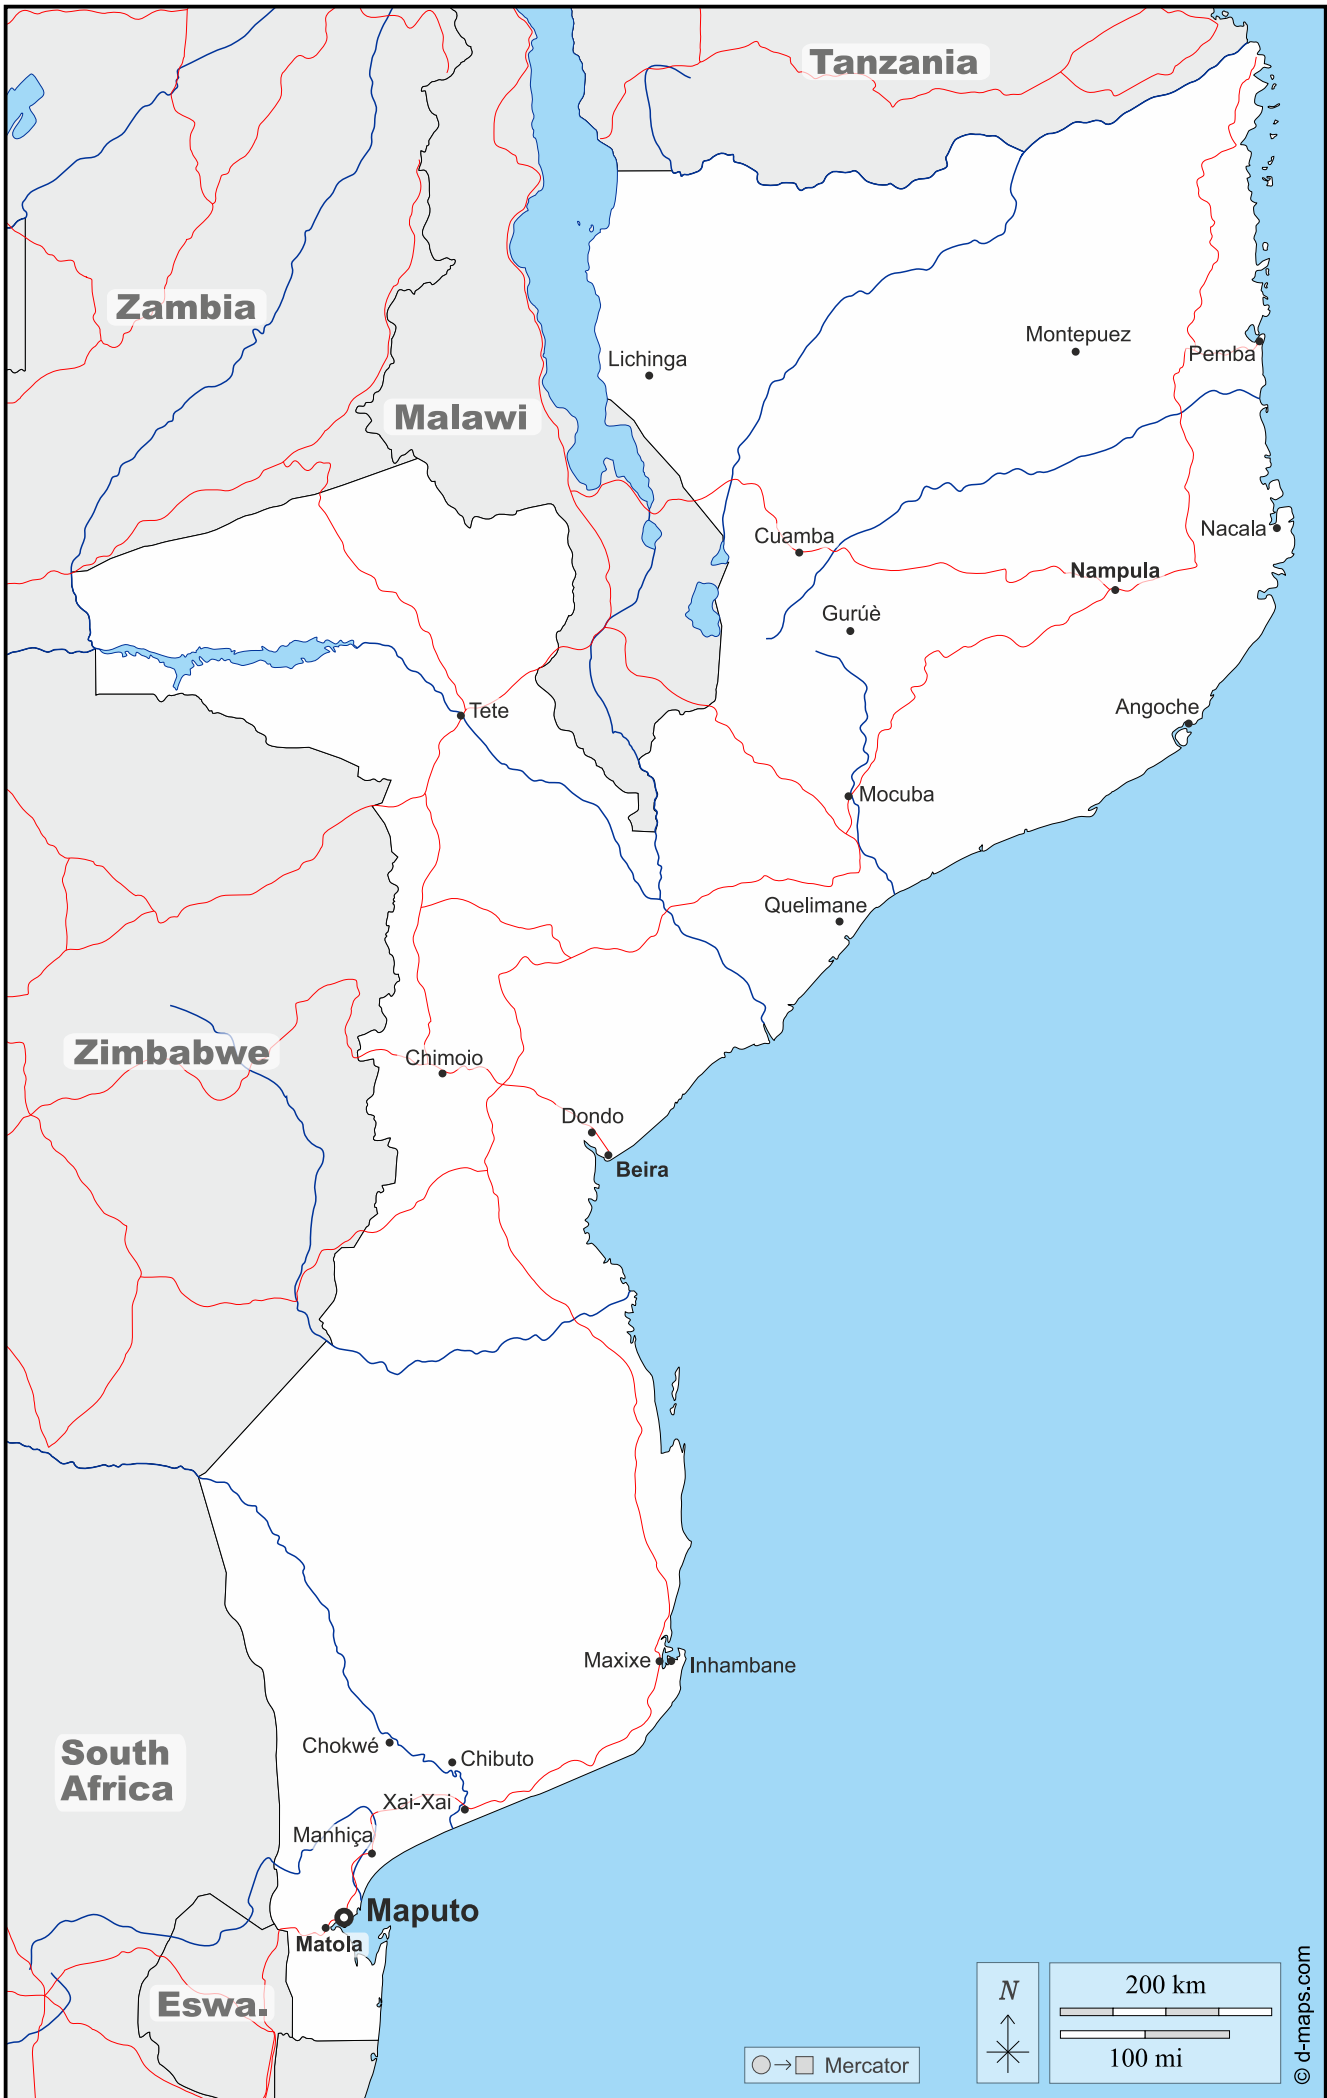 Tanzania
Zambia
Montepuez
Pemba
Lichinga
Malawi
Nacala
Cuamba
Nampula
Gurúè
Angoche
Tete
Mocuba
Quelimane
Zimbabwe
Chimoio
Dondo
Beira
Maxixe
Inhambane
South
Africa
Chokwé
Chibuto
Xai-Xai
Manhiça
Maputo
Matola
Eswa.
N
200 km
100 mi
Mercator
© d-maps.com